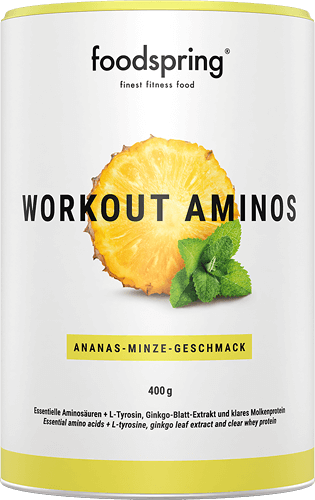 foodspring®
finest fitness food
WORKOUT AMINOS
ANANAS-MINZE-GESCHMACK
400 g
Essentielle Aminosäuren + L-Tyrosin, Ginkgo-Blatt-Extrakt und klares Molkenprotein
Essential amino acids + L-tyrosine, ginkgo leaf extract and clear whey protein